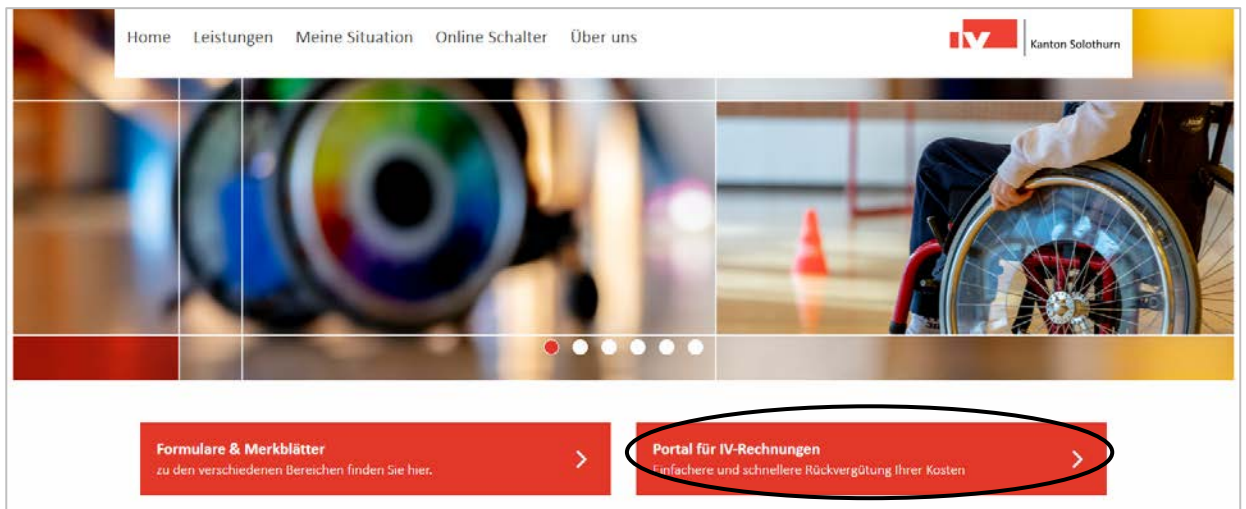 Home Leistungen Meine Situation Online Schalter Über uns
IV Kanton Solothurn
Formulare & Merkblätter
zu den verschiedenen Bereichen finden Sie hier.
Portal für IV-Rechnungen
Einfachere und schnellere Rückvergütung Ihrer Kosten